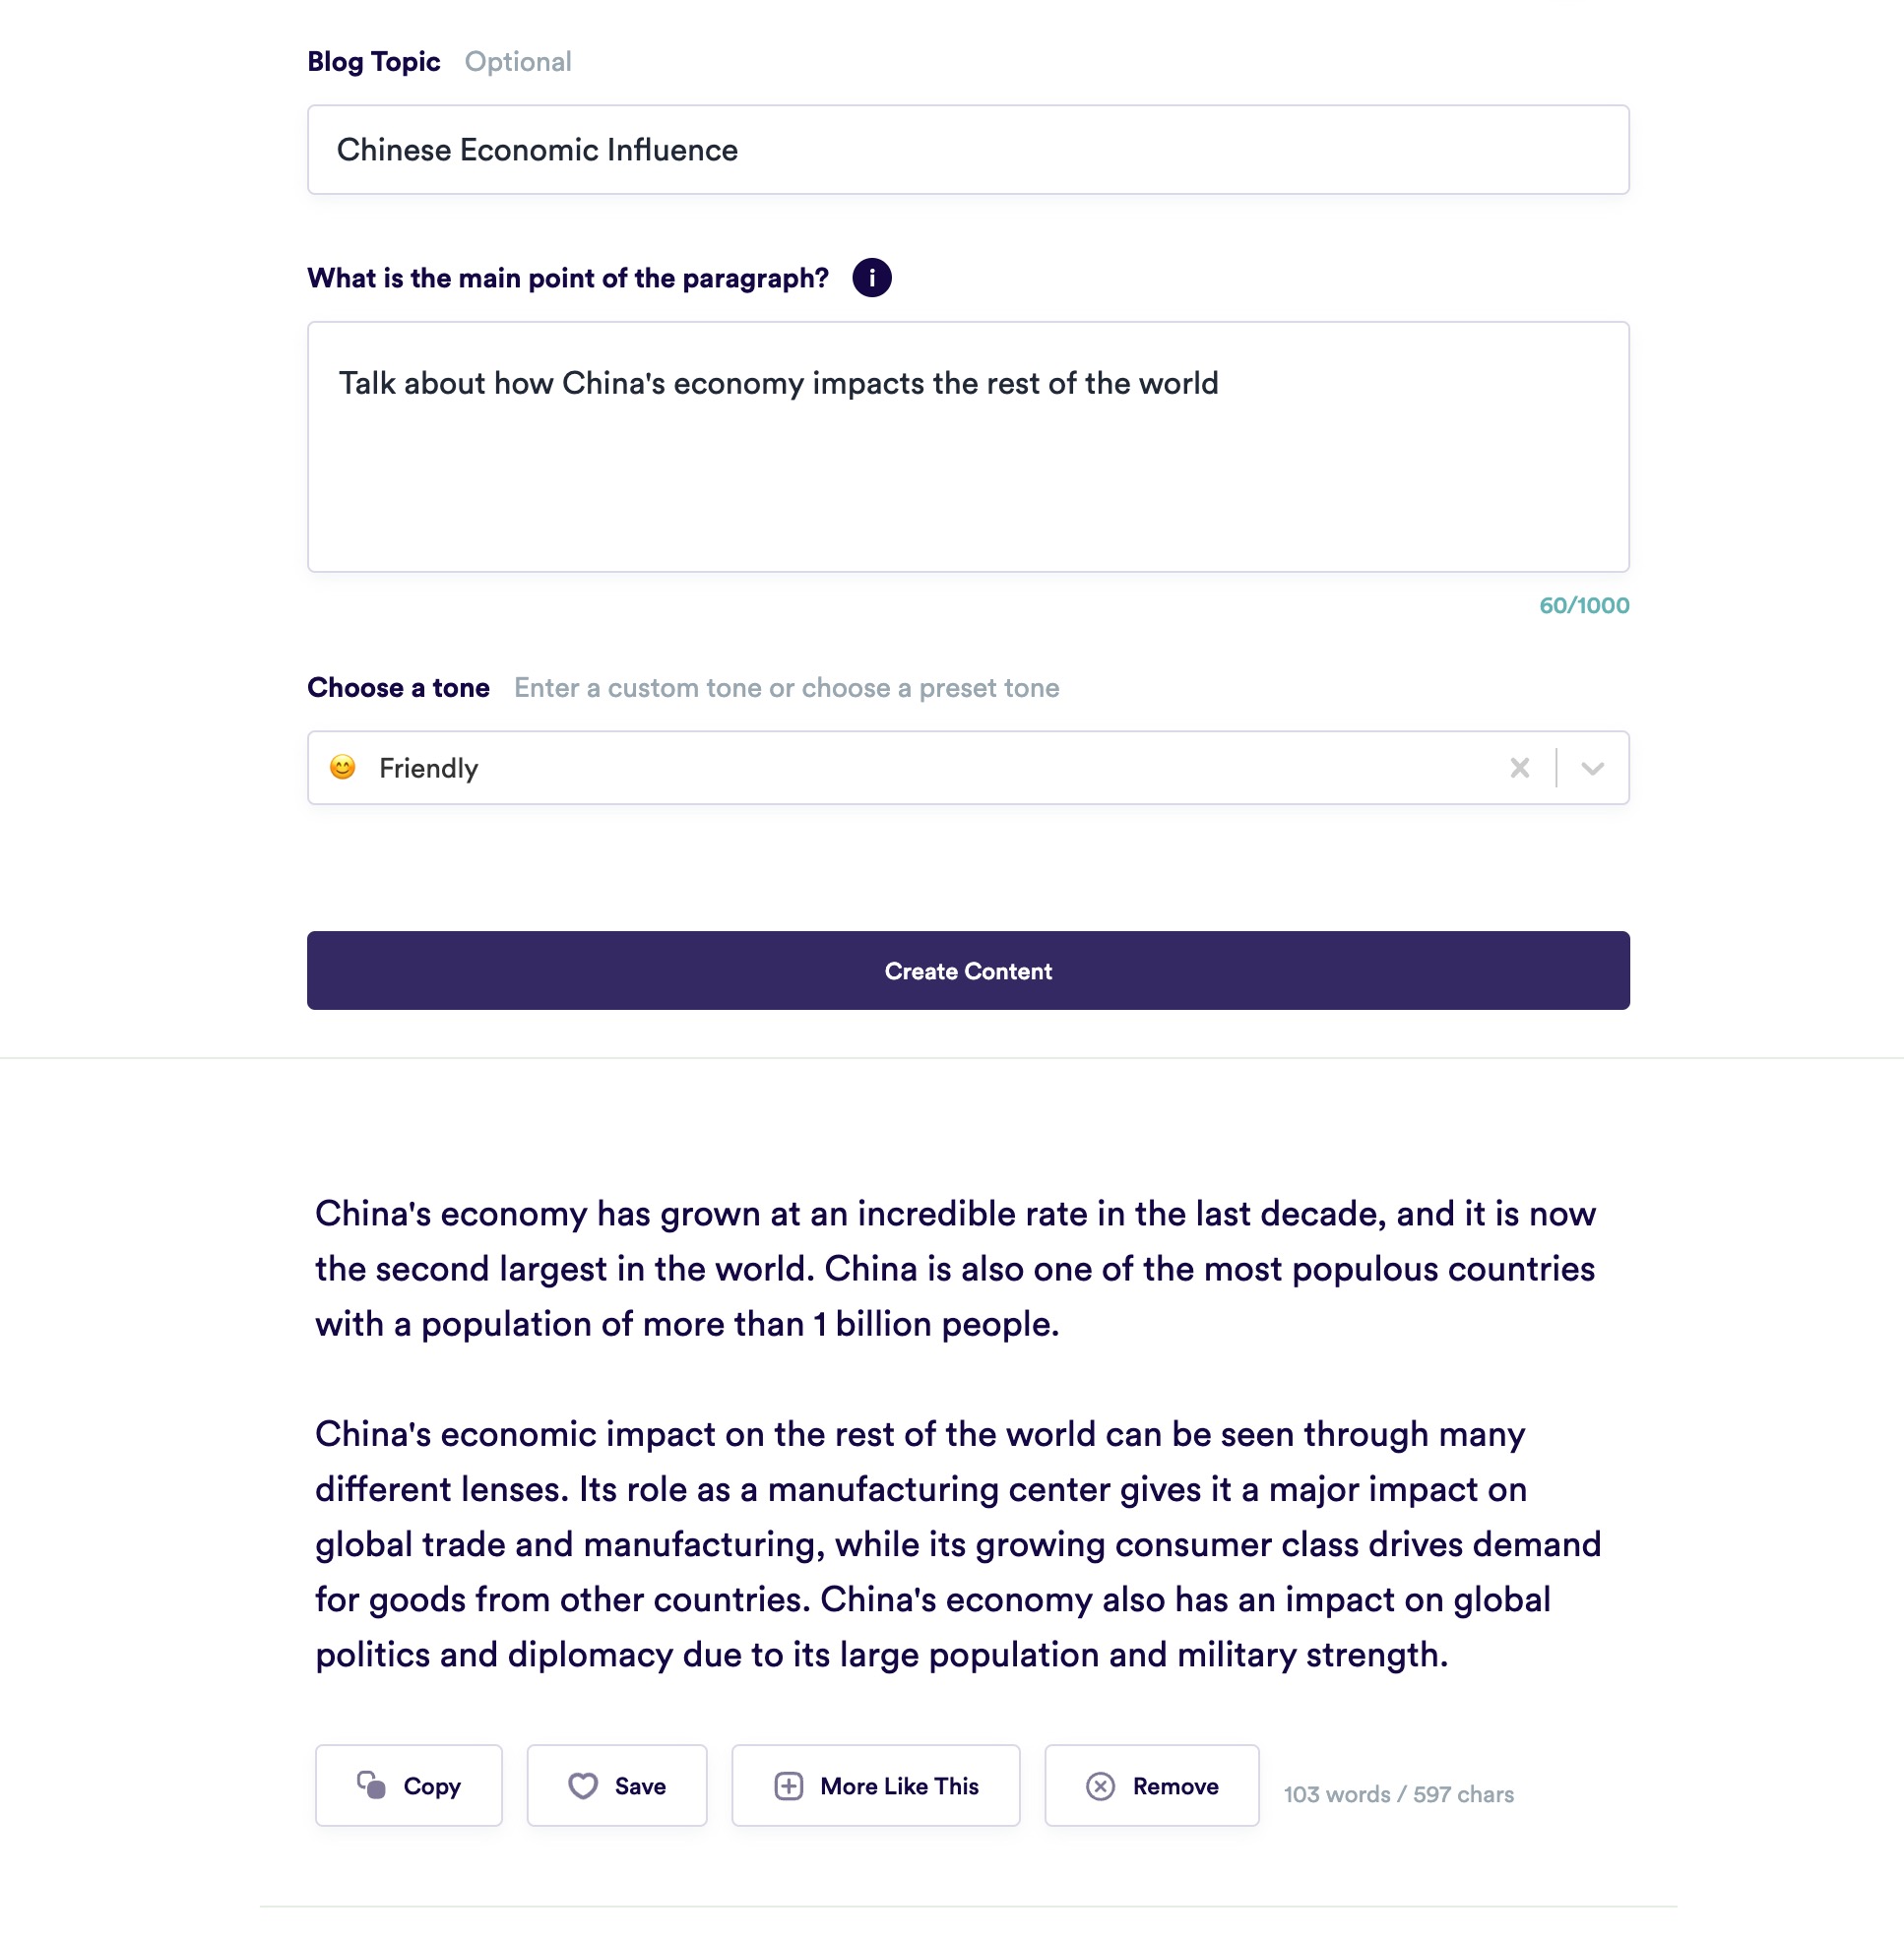 Blog Topic Optional
Chinese Economic Influence
What is the main point of the paragraph? i
Talk about how China's economy impacts the rest of the world
60/1000
Choose a tone Enter a custom tone or choose a preset tone
😊 Friendly
Create Content
China's economy has grown at an incredible rate in the last decade, and it is now
the second largest in the world. China is also one of the most populous countries
with a population of more than 1 billion people.
China's economic impact on the rest of the world can be seen through many
different lenses. Its role as a manufacturing center gives it a major impact on
global trade and manufacturing, while its growing consumer class drives demand
for goods from other countries. China's economy also has an impact on global
politics and diplomacy due to its large population and military strength.
Copy Save More Like This Remove 103 words / 597 chars